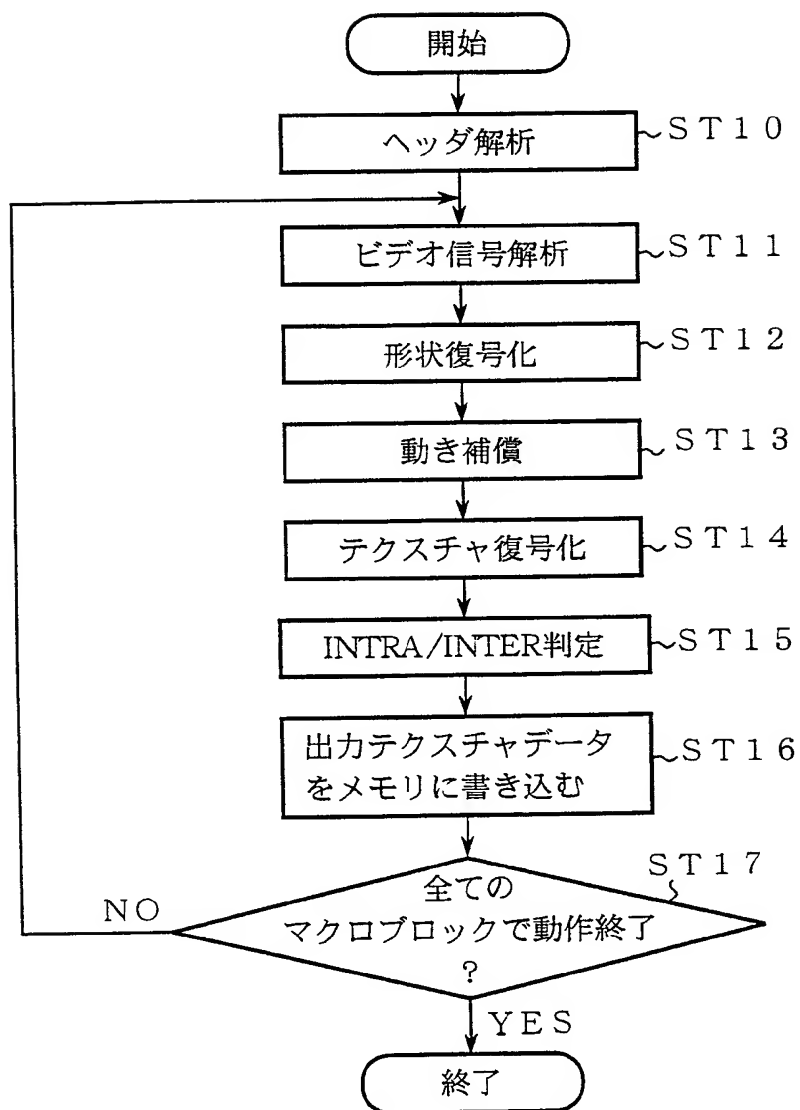 開始
ヘッダ解析
ST10
ビデオ信号解析
ST11
形状復号化
ST12
動き補償
ST13
テクスチャ復号化
ST14
INTRA/INTER判定
ST15
出力テクスチャデータ
をメモリに書き込む
ST16
ST17
全ての
マクロブロックで動作終了
?
NO
YES
終了